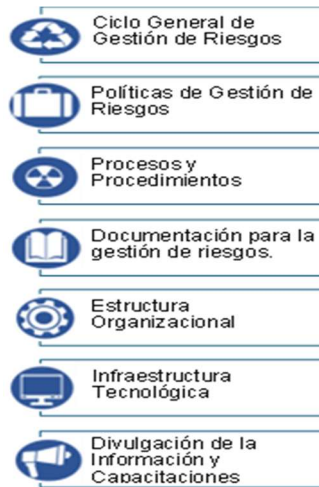 Ciclo General de
Gestión de Riesgos
Políticas de Gestión de
Riesgos
Procesos y
Procedimientos
Documentación para la
gestión de riesgos.
Estructura
Organizacional
Infraestructura
Tecnológica
Divulgación de la
Información y
Capacitaciones